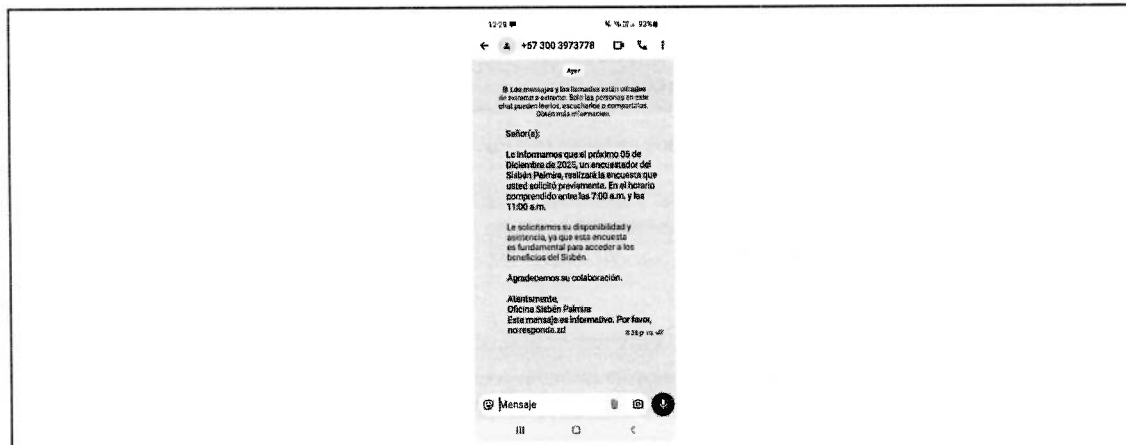 12:29 93%
+57 300 3973778
Ayer
Los mensajes y las llamadas están cifrados
de extremo a extremo. Solo las personas en este
chat pueden leerlos, escucharlos o compartirlos.
Obtén más información.
Señor(a):
Le informamos que el próximo 05 de
Diciembre de 2025, un encuestador del
Sisbén Palmira, realizará la encuesta que
usted solicitó previamente. En el horario
comprendido entre las 7:00 a.m. y las
11:00 a.m.
Le solicitamos su disponibilidad y
asistencia, ya que esta encuesta
es fundamental para acceder a los
beneficios del Sisbén.
Agradecemos su colaboración.
Atentamente,
Oficina Sisbén Palmira
Este mensaje es informativo. Por favor,
no responda.zd
Mensaje